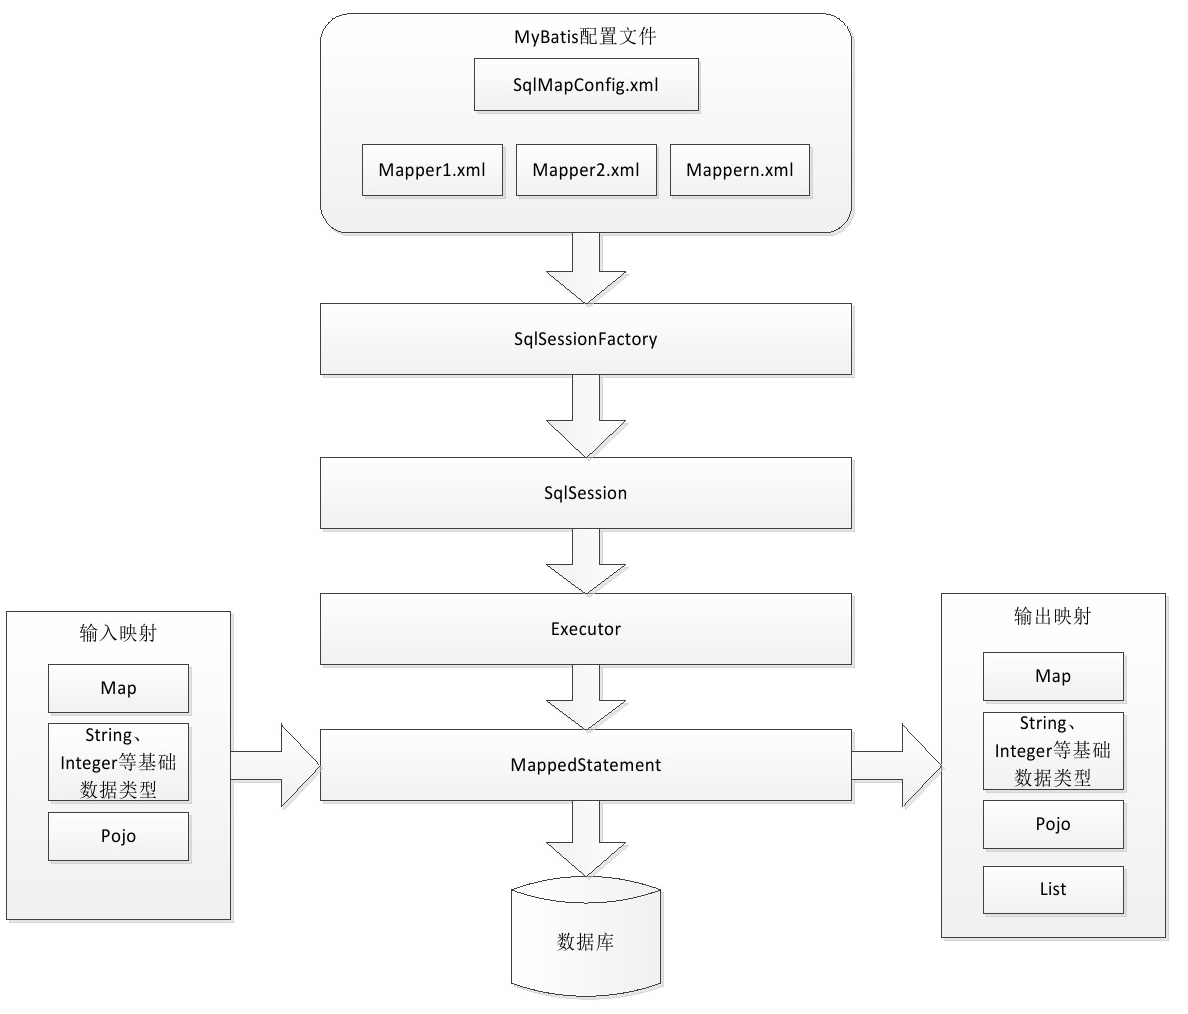 MyBatis配置文件
SqlMapConfig.xml
Mapper1.xml
Mapper2.xml
Mappern.xml
SqlSessionFactory
SqlSession
Executor
输入映射
Map
String、
Integer等基础
数据类型
Pojo
MappedStatement
输出映射
Map
String、
Integer等基础
数据类型
Pojo
List
数据库